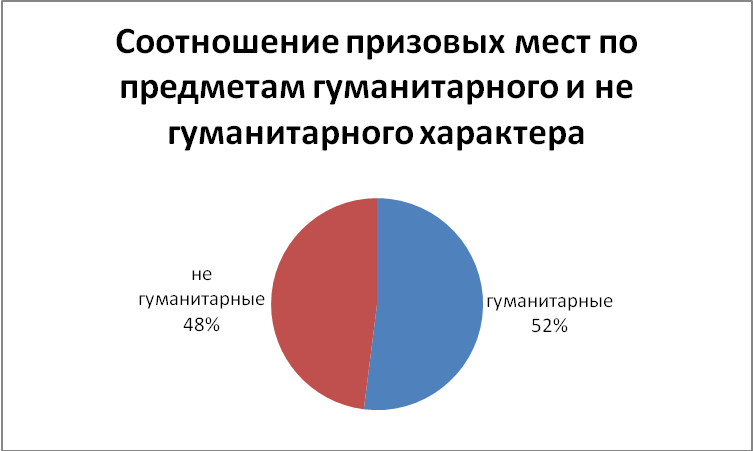 Соотношение призовых мест по
предметам гуманитарного и не
гуманитарного характера
не
гуманитарные
48%
гуманитарные
52%